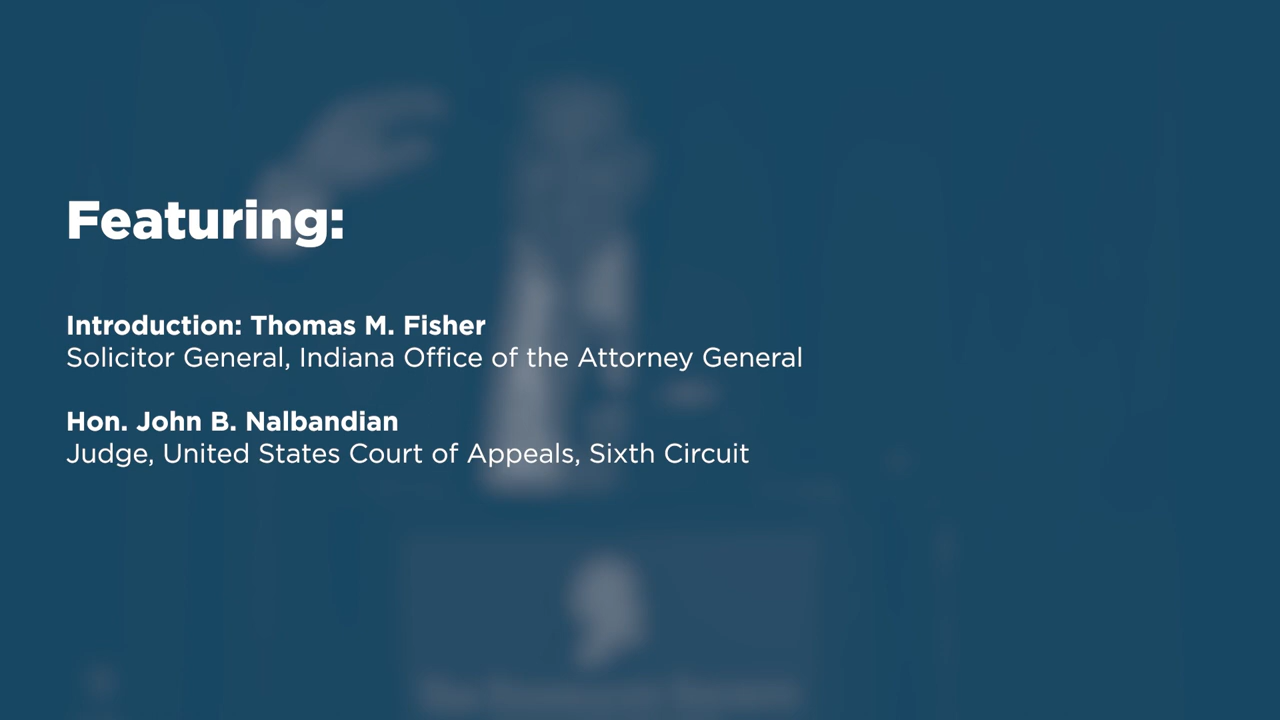 Featuring:
Introduction: Thomas M. Fisher
Solicitor General, Indiana Office of the Attorney General
Hon. John B. Nalbandian
Judge, United States Court of Appeals, Sixth Circuit